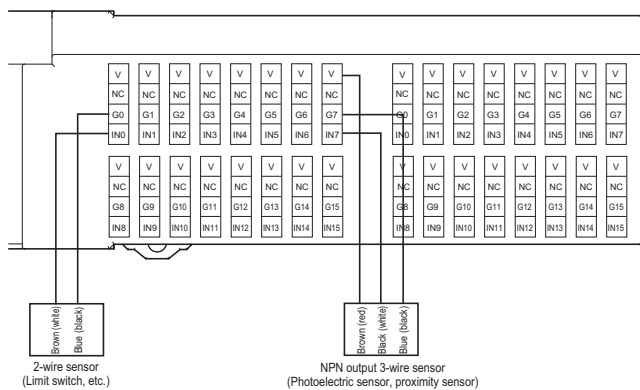 V V V V V V V V V V V V V V V V
NC NC NC NC NC NC NC NC NC NC NC NC NC NC NC NC
G0 G1 G2 G3 G4 G5 G6 G7 G0 G1 G2 G3 G4 G5 G6 G7
IN0 IN1 IN2 IN3 IN4 IN5 IN6 IN7 IN0 IN1 IN2 IN3 IN4 IN5 IN6 IN7
V V V V V V V V V V V V V V V V
NC NC NC NC NC NC NC NC NC NC NC NC NC NC NC NC
G8 G9 G10 G11 G12 G13 G14 G15 G8 G9 G10 G11 G12 G13 G14 G15
IN8 IN9 IN10 IN11 IN12 IN13 IN14 IN15 IN8 IN9 IN10 IN11 IN12 IN13 IN14 IN15
Brown (white)
Blue (black)
Brown (red)
Black (white)
Blue (black)
2-wire sensor
(Limit switch, etc.)
NPN output 3-wire sensor
(Photoelectric sensor, proximity sensor)